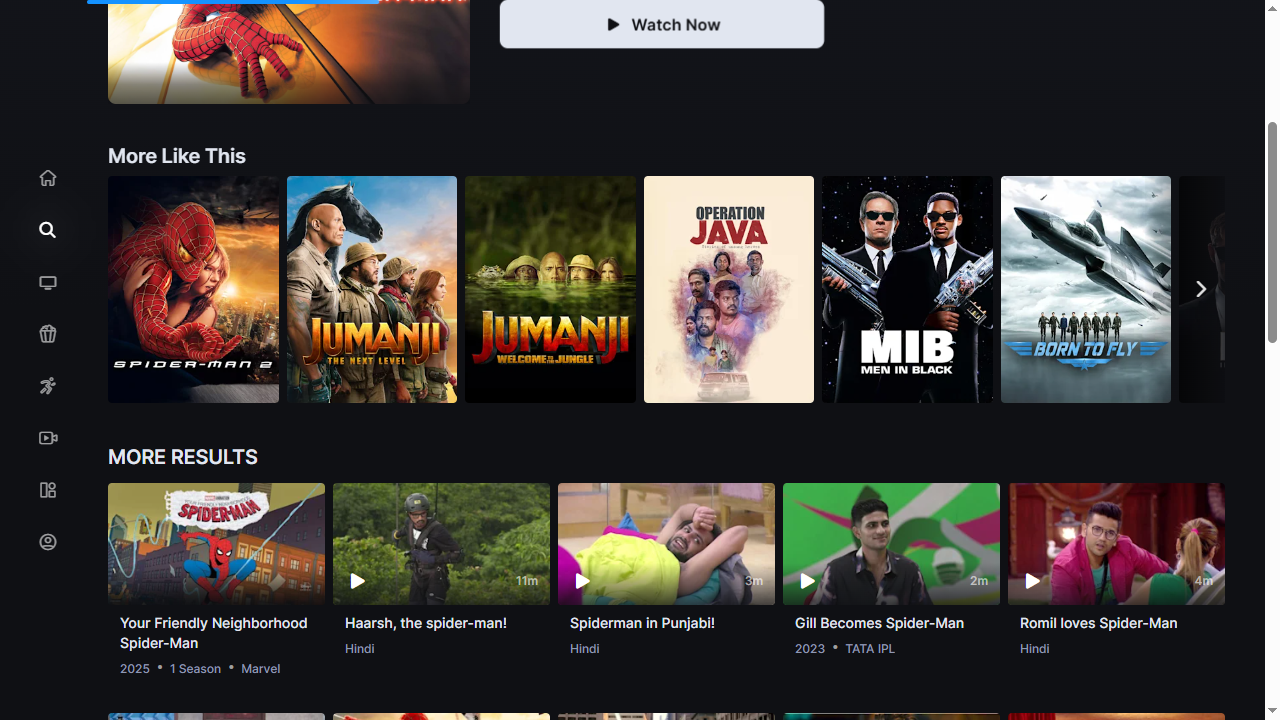 Watch Now
More Like This
SPIDER-MAN 2
JUMANJI
THE NEXT LEVEL
JUMANJI
WELCOME TO THE JUNGLE
OPERATION
JAVA
MIB
MEN IN BLACK
BORN TO FLY
MORE RESULTS
SPIDER-MAN
11m
3m
2m
4m
Your Friendly Neighborhood
Spider-Man
2025 • 1 Season • Marvel
Haarsh, the spider-man!
Hindi
Spiderman in Punjabi!
Hindi
Gill Becomes Spider-Man
2023 • TATA IPL
Romil loves Spider-Man
Hindi